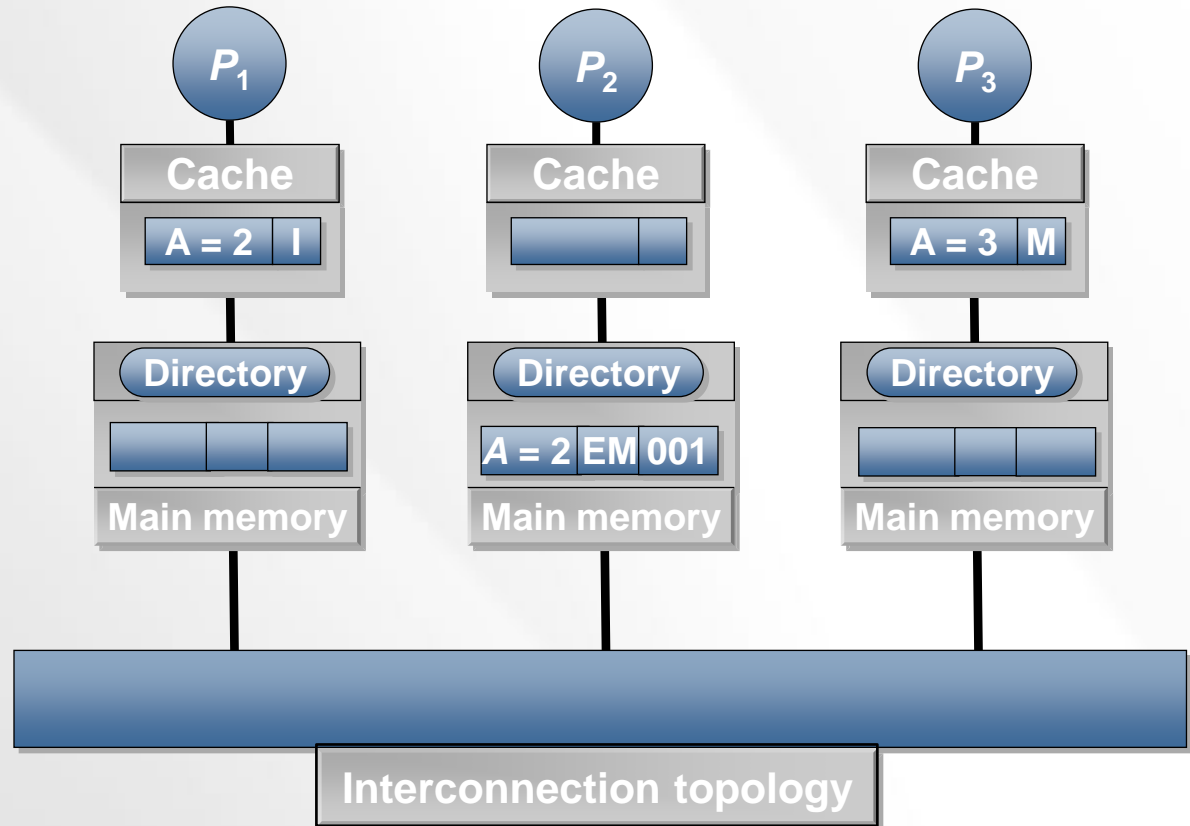 P1 P2 P3
Cache Cache Cache
A = 2 I A = 3 M
Directory Directory Directory
A = 2 EM 001
Main memory Main memory Main memory
Interconnection topology